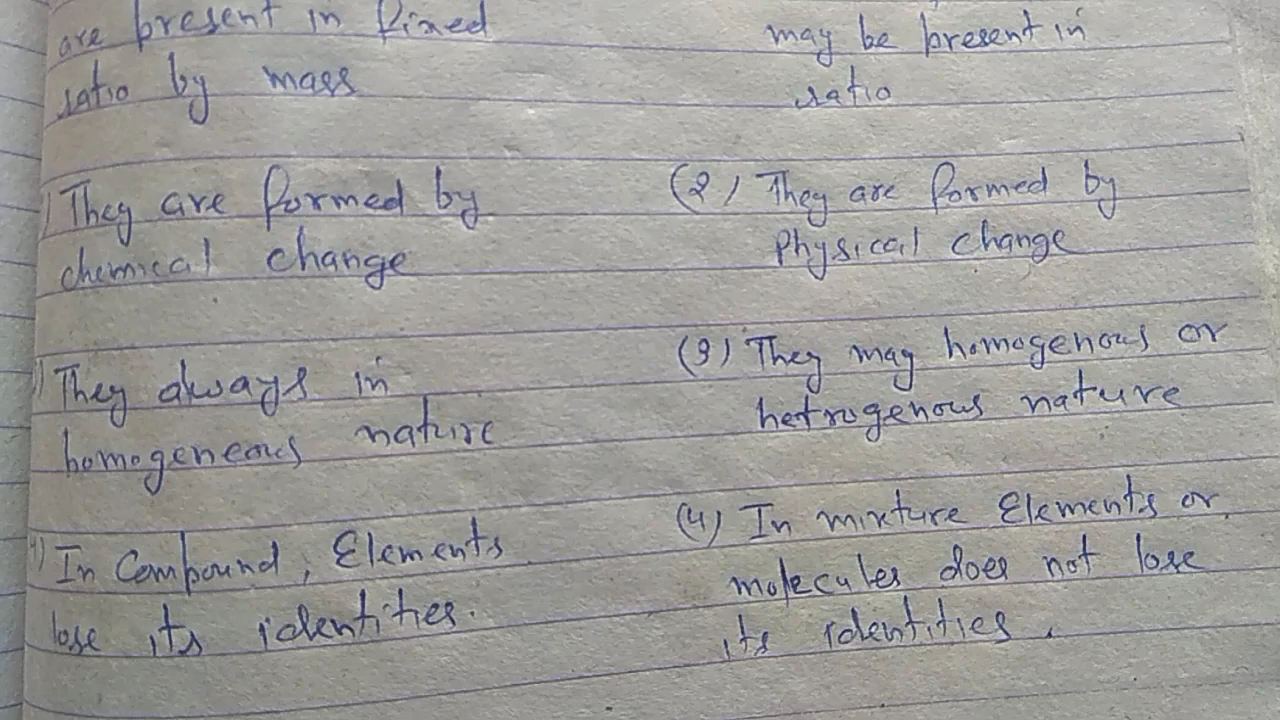 are present in fixed
ratio by mass
) They are formed by
chemical change
) They always in
homogeneous nature
4) In Compound, Elements
lose its identities.
may be present in
ratio
(2) They are formed by
Physical change
(3) They may homogenous or
hetrogenous nature
(4) In mixture Elements or
molecules does not lose
its identities.